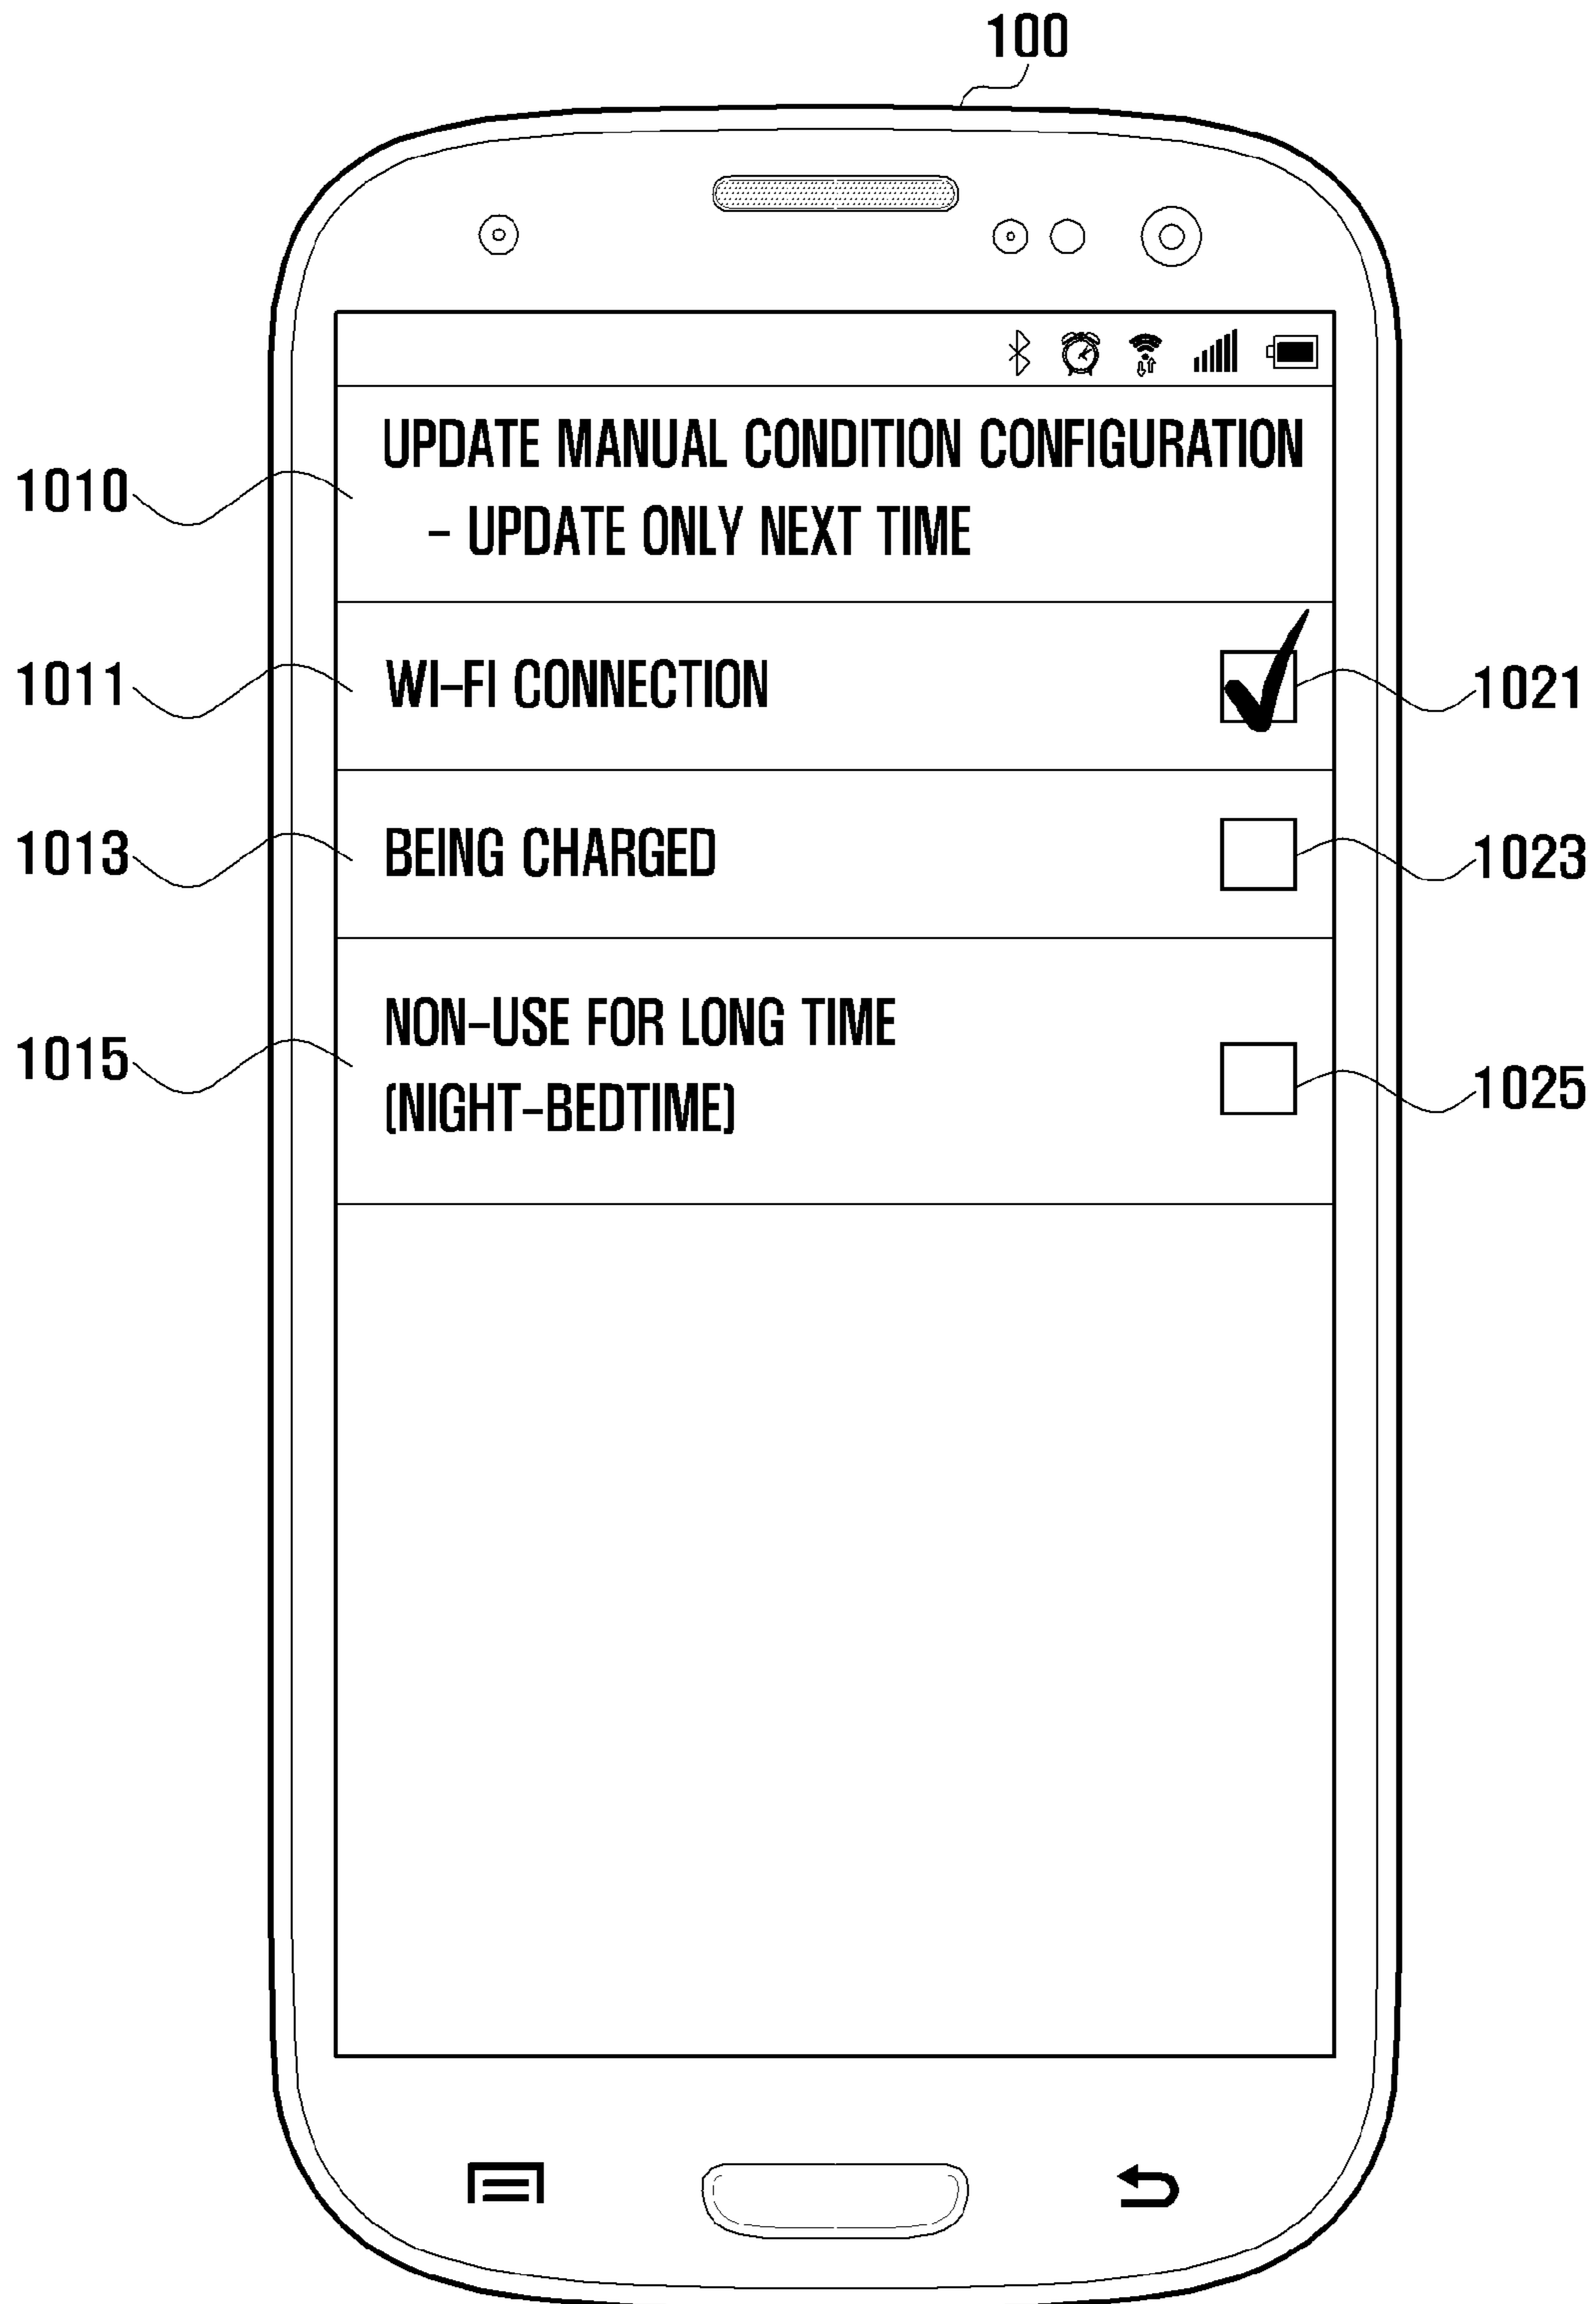 100
UPDATE MANUAL CONDITION CONFIGURATION
1010
- UPDATE ONLY NEXT TIME
1011
WI-FI CONNECTION
1021
1013
BEING CHARGED
1023
NON-USE FOR LONG TIME
1015
(NIGHT-BEDTIME)
1025